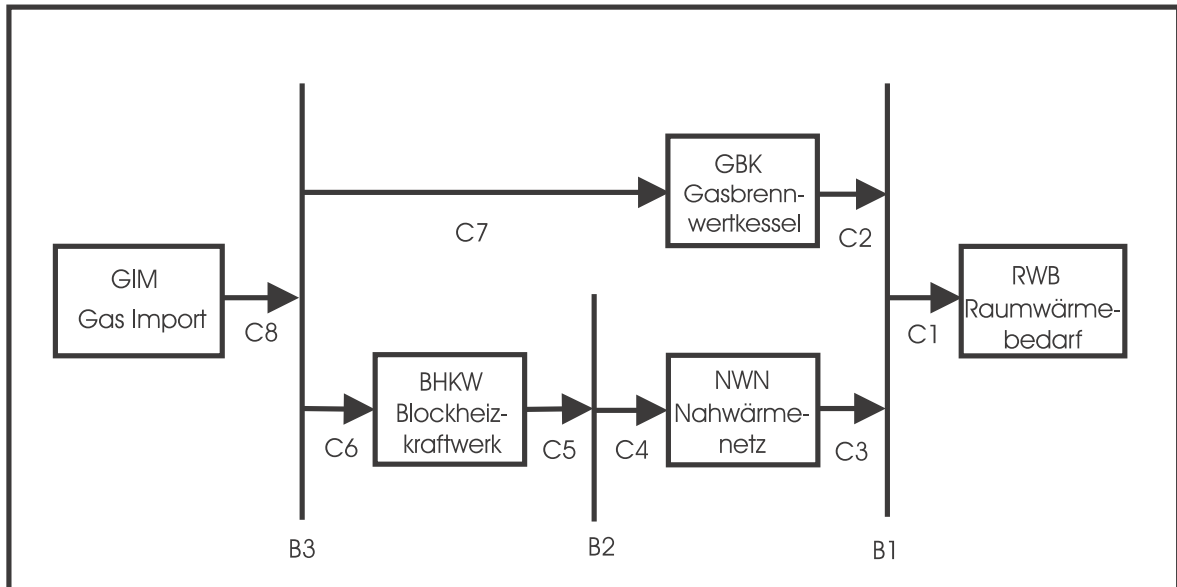 GBK
Gasbrenn-
wertkessel
C7
C2
GIM
Gas Import
C8
RWB
Raumwärme-
bedarf
C1
BHKW
Blockheiz-
kraftwerk
NWN
Nahwärme-
netz
C6
C5
C4
C3
B3
B2
B1